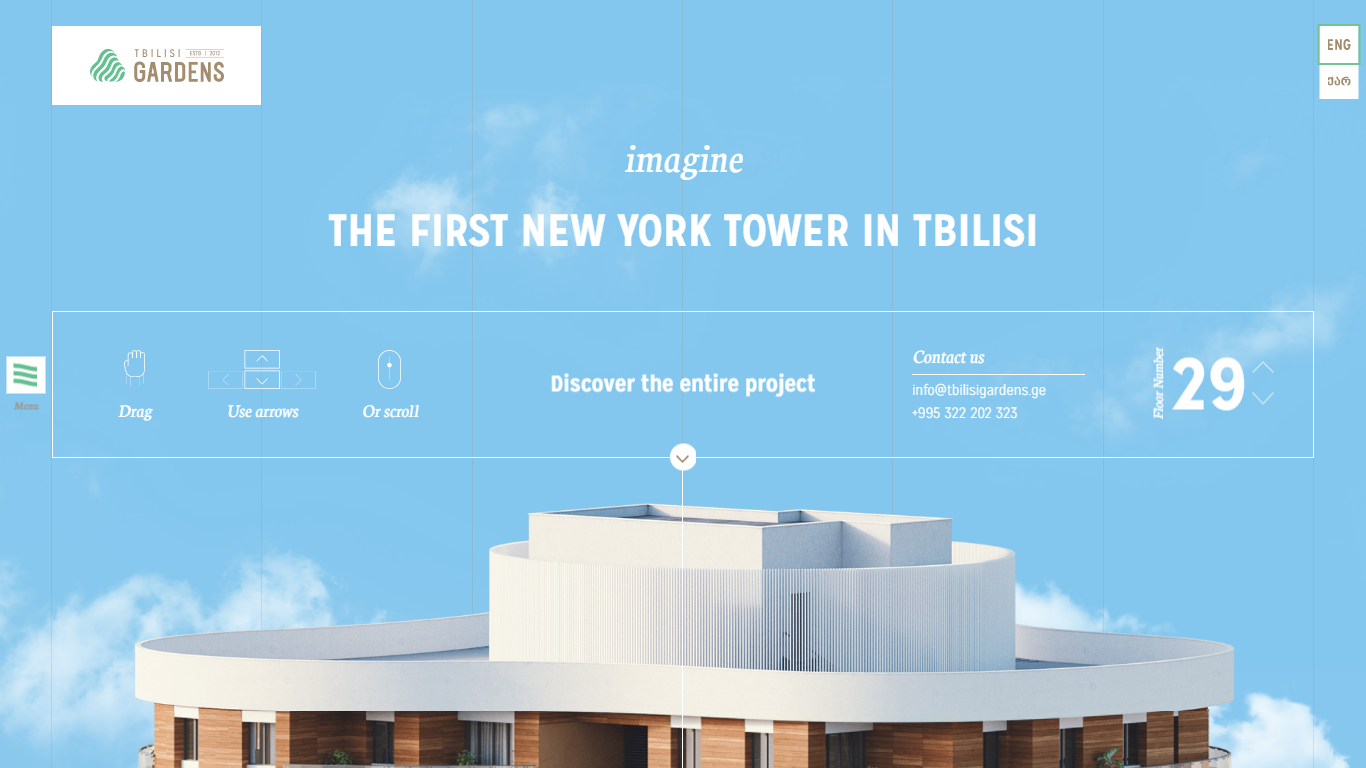 TBILISI ESTD | 2012
GARDENS
ENG
ᲥᲐᲠ
imagine
THE FIRST NEW YORK TOWER IN TBILISI
Menu
Drag
Use arrows
Or scroll
Discover the entire project
Contact us
info@tbilisigardens.ge
+995 322 202 323
Floor Number
29